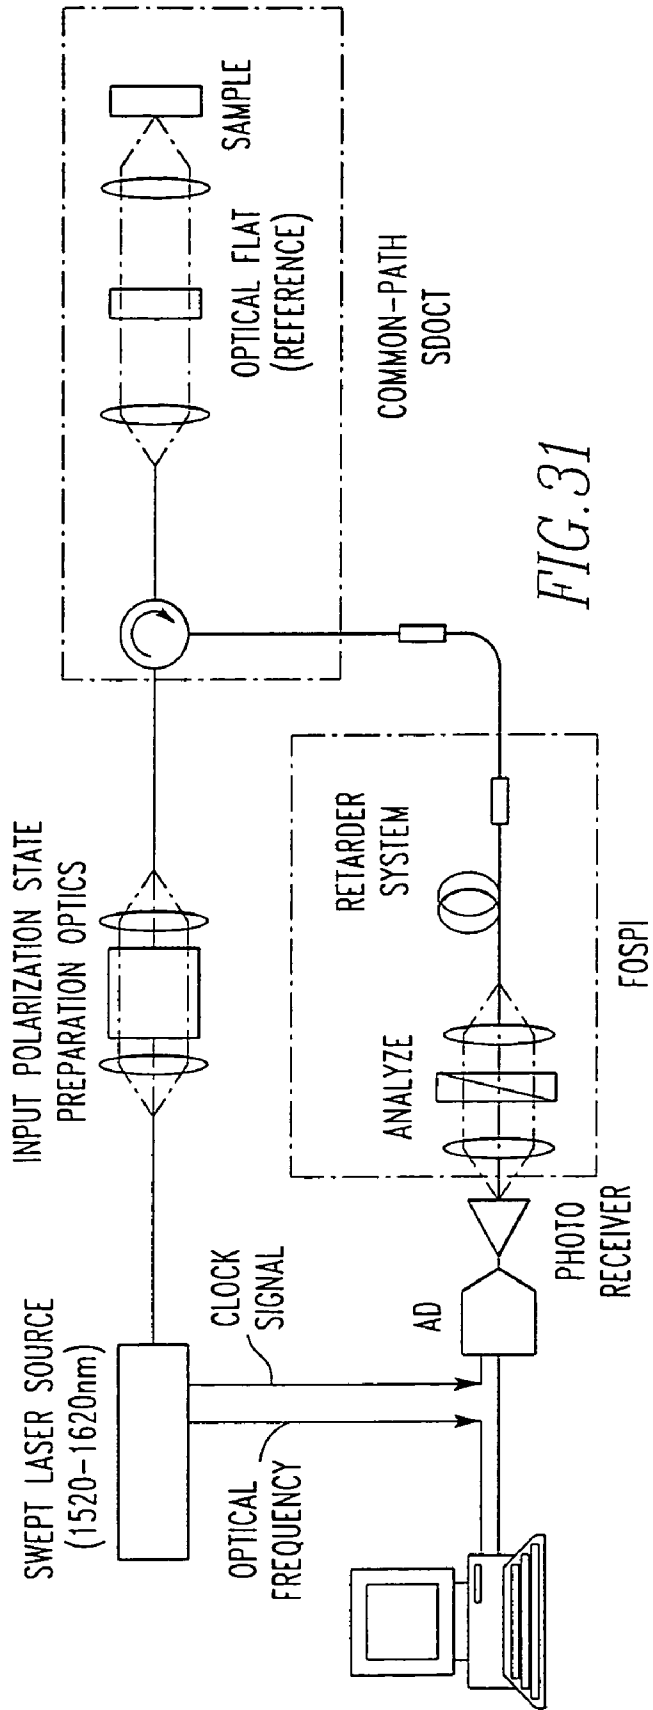 SWEPT LASER SOURCE
(1520-1620nm)
INPUT POLARIZATION STATE
PREPARATION OPTICS
OPTICAL FLAT
(REFERENCE)
SAMPLE
COMMON-PATH
SDOCT
CLOCK
SIGNAL
OPTICAL
FREQUENCY
AD
PHOTO
RECEIVER
ANALYZE
RETARDER
SYSTEM
FOSPI
FIG.31